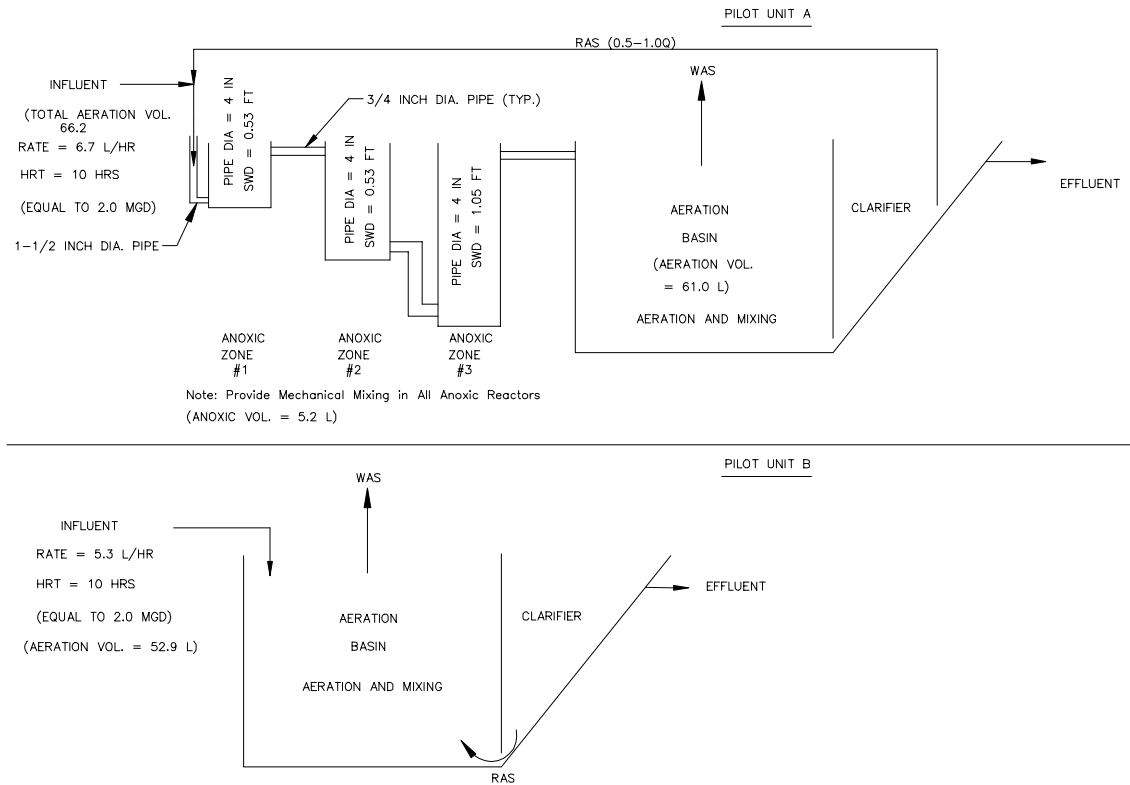 PILOT UNIT A
RAS (0.5-1.0Q)
WAS
INFLUENT
(TOTAL AERATION VOL.
66.2
RATE = 6.7 L/HR
HRT = 10 HRS
(EQUAL TO 2.0 MGD)
1-1/2 INCH DIA. PIPE
PIPE DIA = 4 IN
SWD = 0.53 FT
3/4 INCH DIA. PIPE (TYP.)
PIPE DIA = 4 IN
SWD = 0.53 FT
PIPE DIA = 4 IN
SWD = 1.05 FT
AERATION
BASIN
(AERATION VOL.
= 61.0 L)
AERATION AND MIXING
CLARIFIER
EFFLUENT
ANOXIC
ZONE
#1
ANOXIC
ZONE
#2
ANOXIC
ZONE
#3
Note: Provide Mechanical Mixing in All Anoxic Reactors
(ANOXIC VOL. = 5.2 L)
PILOT UNIT B
WAS
INFLUENT
RATE = 5.3 L/HR
HRT = 10 HRS
(EQUAL TO 2.0 MGD)
(AERATION VOL. = 52.9 L)
AERATION
BASIN
AERATION AND MIXING
CLARIFIER
EFFLUENT
RAS